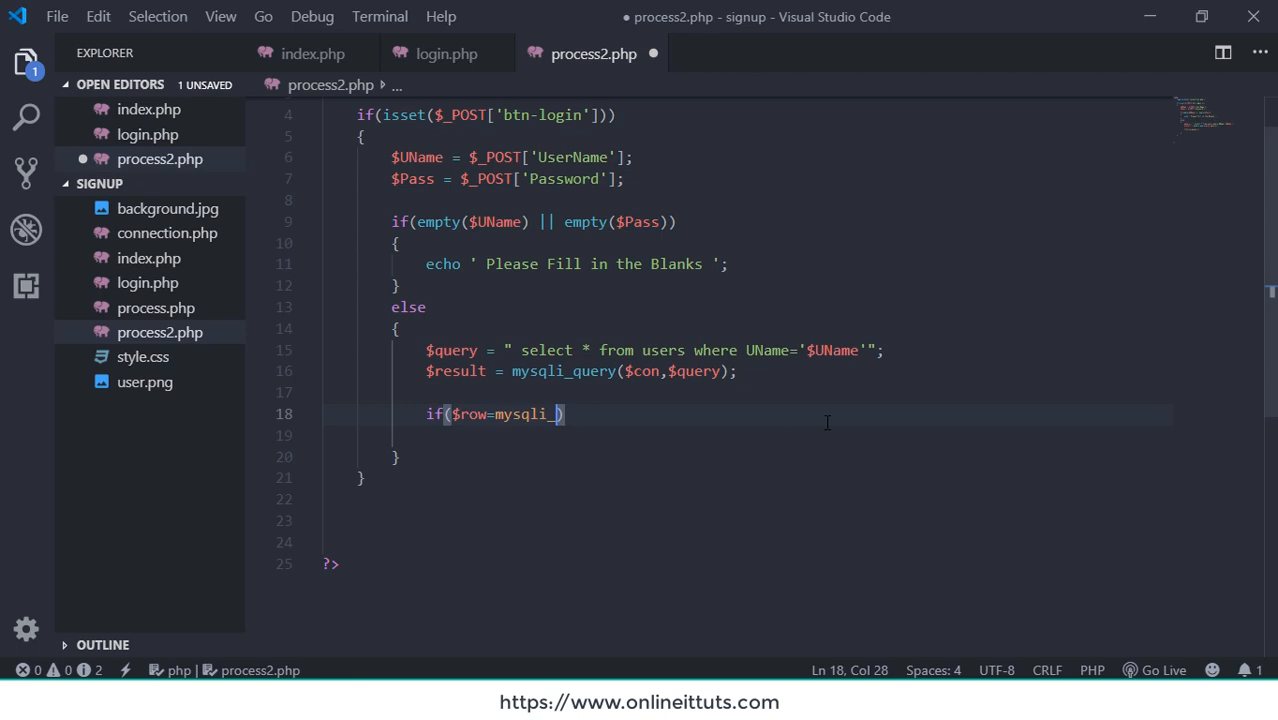 File Edit Selection View Go Debug Terminal Help
● process2.php - signup - Visual Studio Code
EXPLORER
index.php login.php process2.php ●
OPEN EDITORS 1 UNSAVED
index.php
login.php
● process2.php
SIGNUP
background.jpg
connection.php
index.php
login.php
process.php
process2.php
style.css
user.png
OUTLINE
process2.php › ...
4 if(isset($_POST['btn-login']))
5 {
6 $UName = $_POST['UserName'];
7 $Pass = $_POST['Password'];
8
9 if(empty($UName) || empty($Pass))
10 {
11 echo ' Please Fill in the Blanks ';
12 }
13 else
14 {
15 $query = " select * from users where UName='$UName'";
16 $result = mysqli_query($con,$query);
17
18 if($row=mysqli_)
19
20 }
21 }
22
23
24
25 ?>
1
0 0 2 php | process2.php Ln 18, Col 28 Spaces: 4 UTF-8 CRLF PHP Go Live 1
https://www.onlineittuts.com